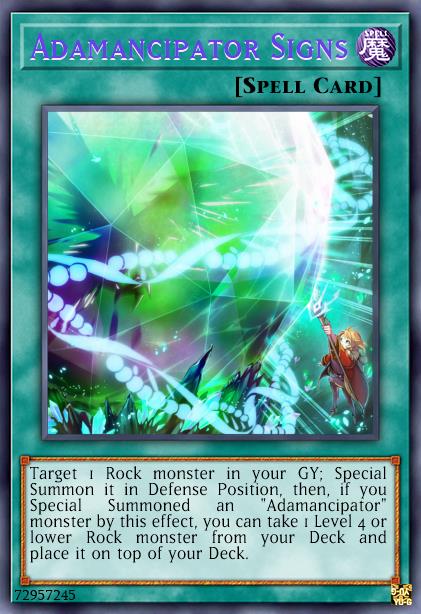 Adamancipator Signs
SPELL
魔
[Spell Card]
Target 1 Rock monster in your GY; Special
Summon it in Defense Position, then, if you
Special Summoned an "Adamancipator"
monster by this effect, you can take 1 Level 4 or
lower Rock monster from your Deck and
place it on top of your Deck.
72957245